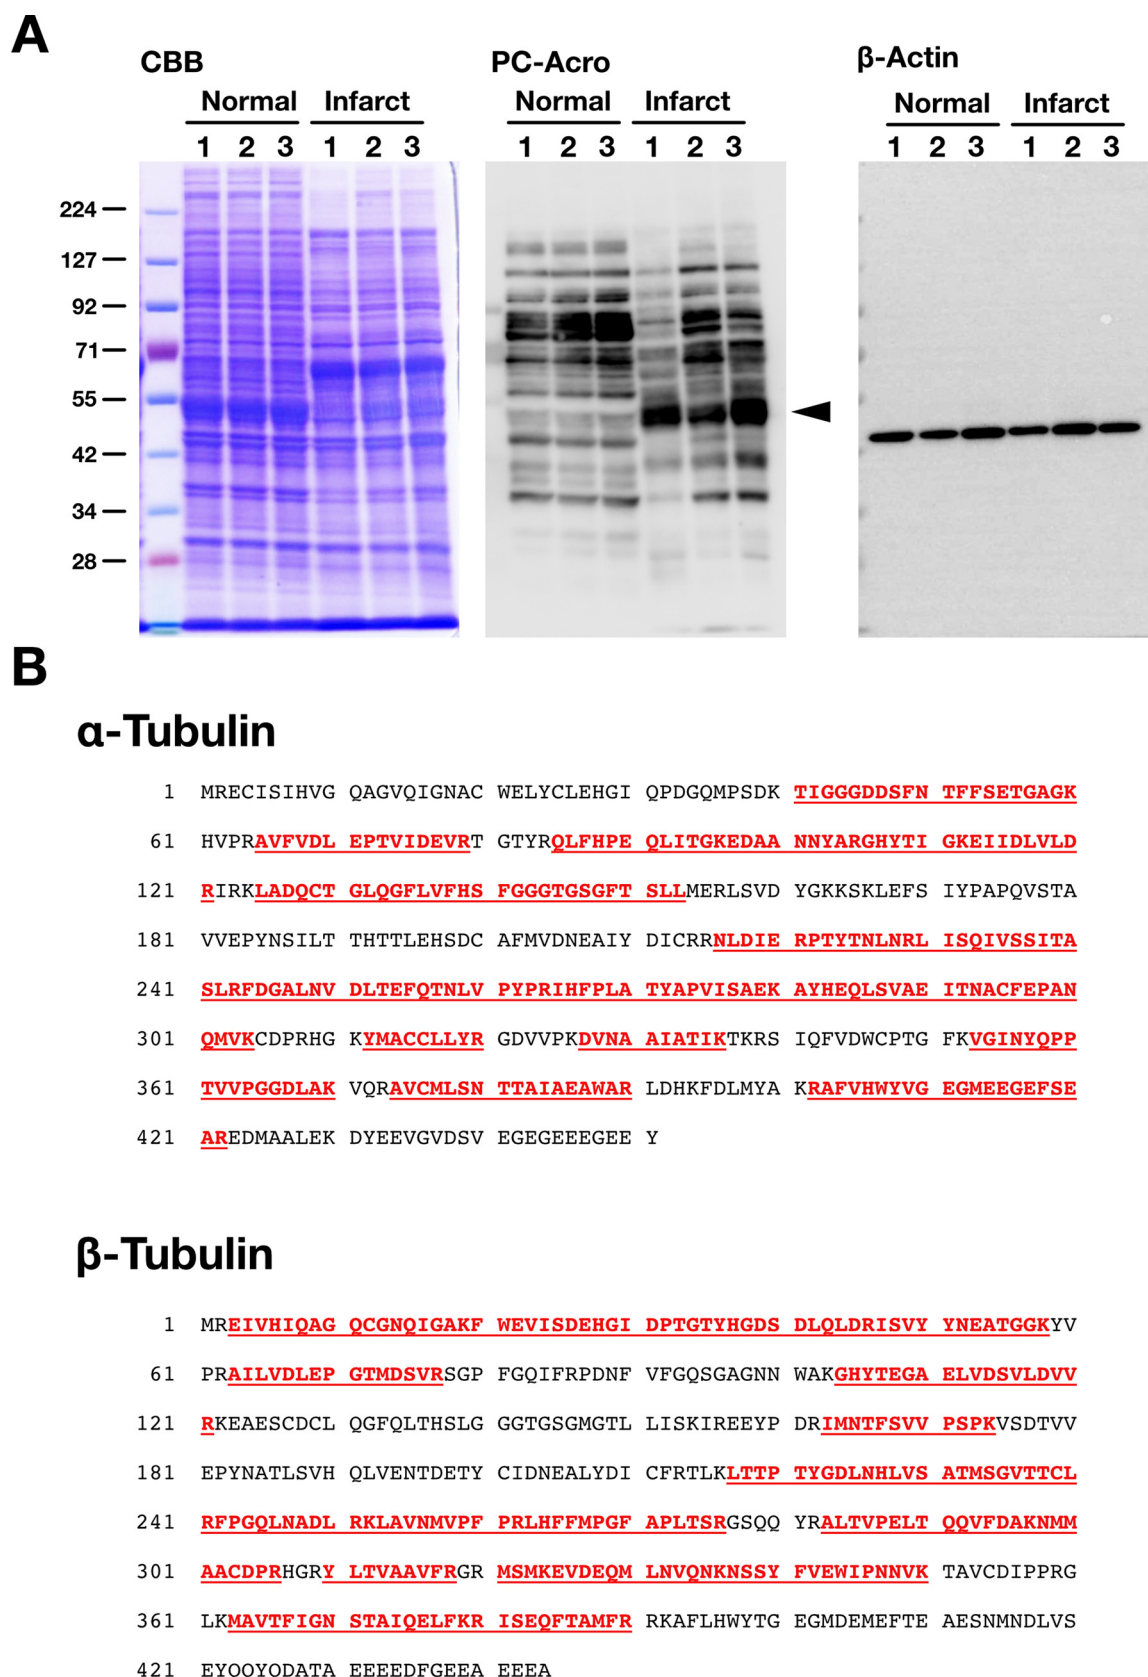 A
CBB PC-Acro β-Actin
Normal Infarct Normal Infarct Normal Infarct
1 2 3 1 2 3 1 2 3 1 2 3 1 2 3 1 2 3
224
127
92
71
55
42
34
28
B
α-Tubulin
1 MRECISIHVG QAGVQIGNAC WELYCLEHGI QPDGQMPSDK TIGGGDDSFN TFFSETGAGK
61 HVPRAVFVDL EPTVIDEVRT GTYRQLFHPE QLITGKEDAA NNYARGHYTI GKEIIDLVLD
121 RIRKLADQCT GLQGFLVFHS FGGGTGSGFT SLLMERLSVD YGKKSKLEFS IYPAPQVSTA
181 VVEPYNSILT THTTLEHSDC AFMVDNEAIY DICRRNLDIE RPTYTNLNRL ISQIVSSITA
241 SLRFDGALNV DLTEFQTNLV PYPRIHFPLA TYAPVISAEK AYHEQLSVAE ITNACFEPAN
301 QMVKCDPRHG KYMACCLLYR GDVVPKDVNA AIATIKTKRS IQFVDWCPTG FKVGINYQPP
361 TVVPGGDLAK VQRAVCMLSN TTAIAEAWAR LDHKFDLMYA KRAFVHWYVG EGMEEGEFSE
421 AREDMAALEK DYEEVGVDSV EGEGEEEGEE Y
β-Tubulin
1 MREIVHIQAG QCGNQIGAKF WEVISDEHGI DPTGTYHGDS DLQLDRISVY YNEATGGKYV
61 PRAILVDLEP GTMDSVRSGP FGQIFRPDNF VFGQSGAGNN WAKGHYTEGA ELVDSVLDVV
121 RKEAESCDCL QGFQLTHSLG GGTGSGMGTL LISKIREEYP DRIMNTFSVV PSPKVSDTVV
181 EPYNATLSVH QLVENTDETY CIDNEALYDI CFRTLKLTTP TYGDLNHLVS ATMSGVTTCL
241 RFPGQLNADL RKLAVNMVPF PRLHFFMPGF APLTSRGSQQ YRALTVPELT QQVFDAKNMM
301 AACDPRHGRY LTVAAVFRGR MSMKEVDEQM LNVQNKNSSY FVEWIPNNVK TAVCDIPPRG
361 LKMAVTFIGN STAIQELFKR ISEQFTAMFR RKAFLHWYTG EGMDEMEFTE AESNMNDLVS
421 EYOOYODATA EEEEDFGEEA EEEA